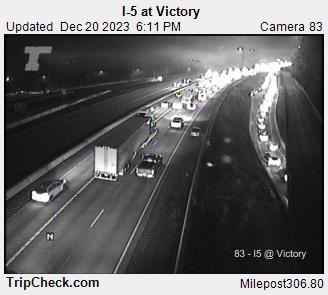 I-5 at Victory
Updated Dec 20 2023 6:11 PM Camera 83
T
N
83 - I5 @ Victory
TripCheck.com Milepost306.80